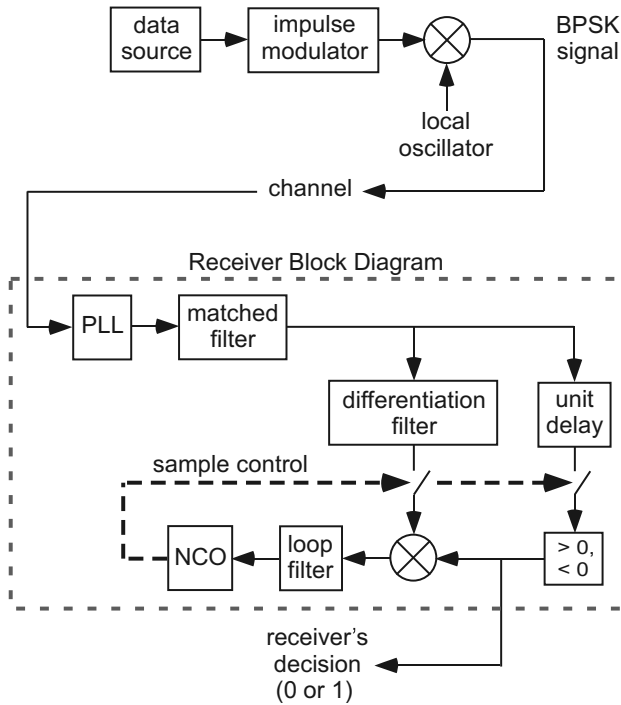 data
source
impulse
modulator
BPSK
signal
local
oscillator
channel
Receiver Block Diagram
PLL
matched
filter
differentiation
filter
unit
delay
sample control
NCO
loop
filter
> 0,
< 0
receiver's
decision
(0 or 1)